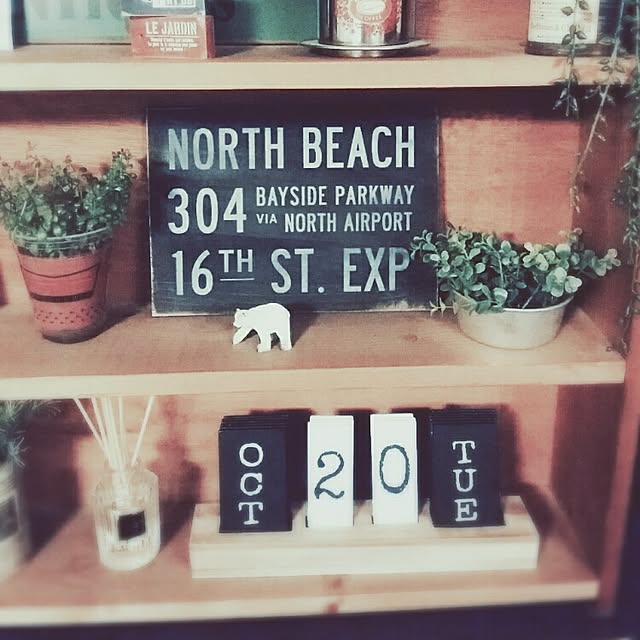 LE JARDIN
NORTH BEACH
304 BAYSIDE PARKWAY
VIA NORTH AIRPORT
16TH ST. EXP
OCT 20 TUE